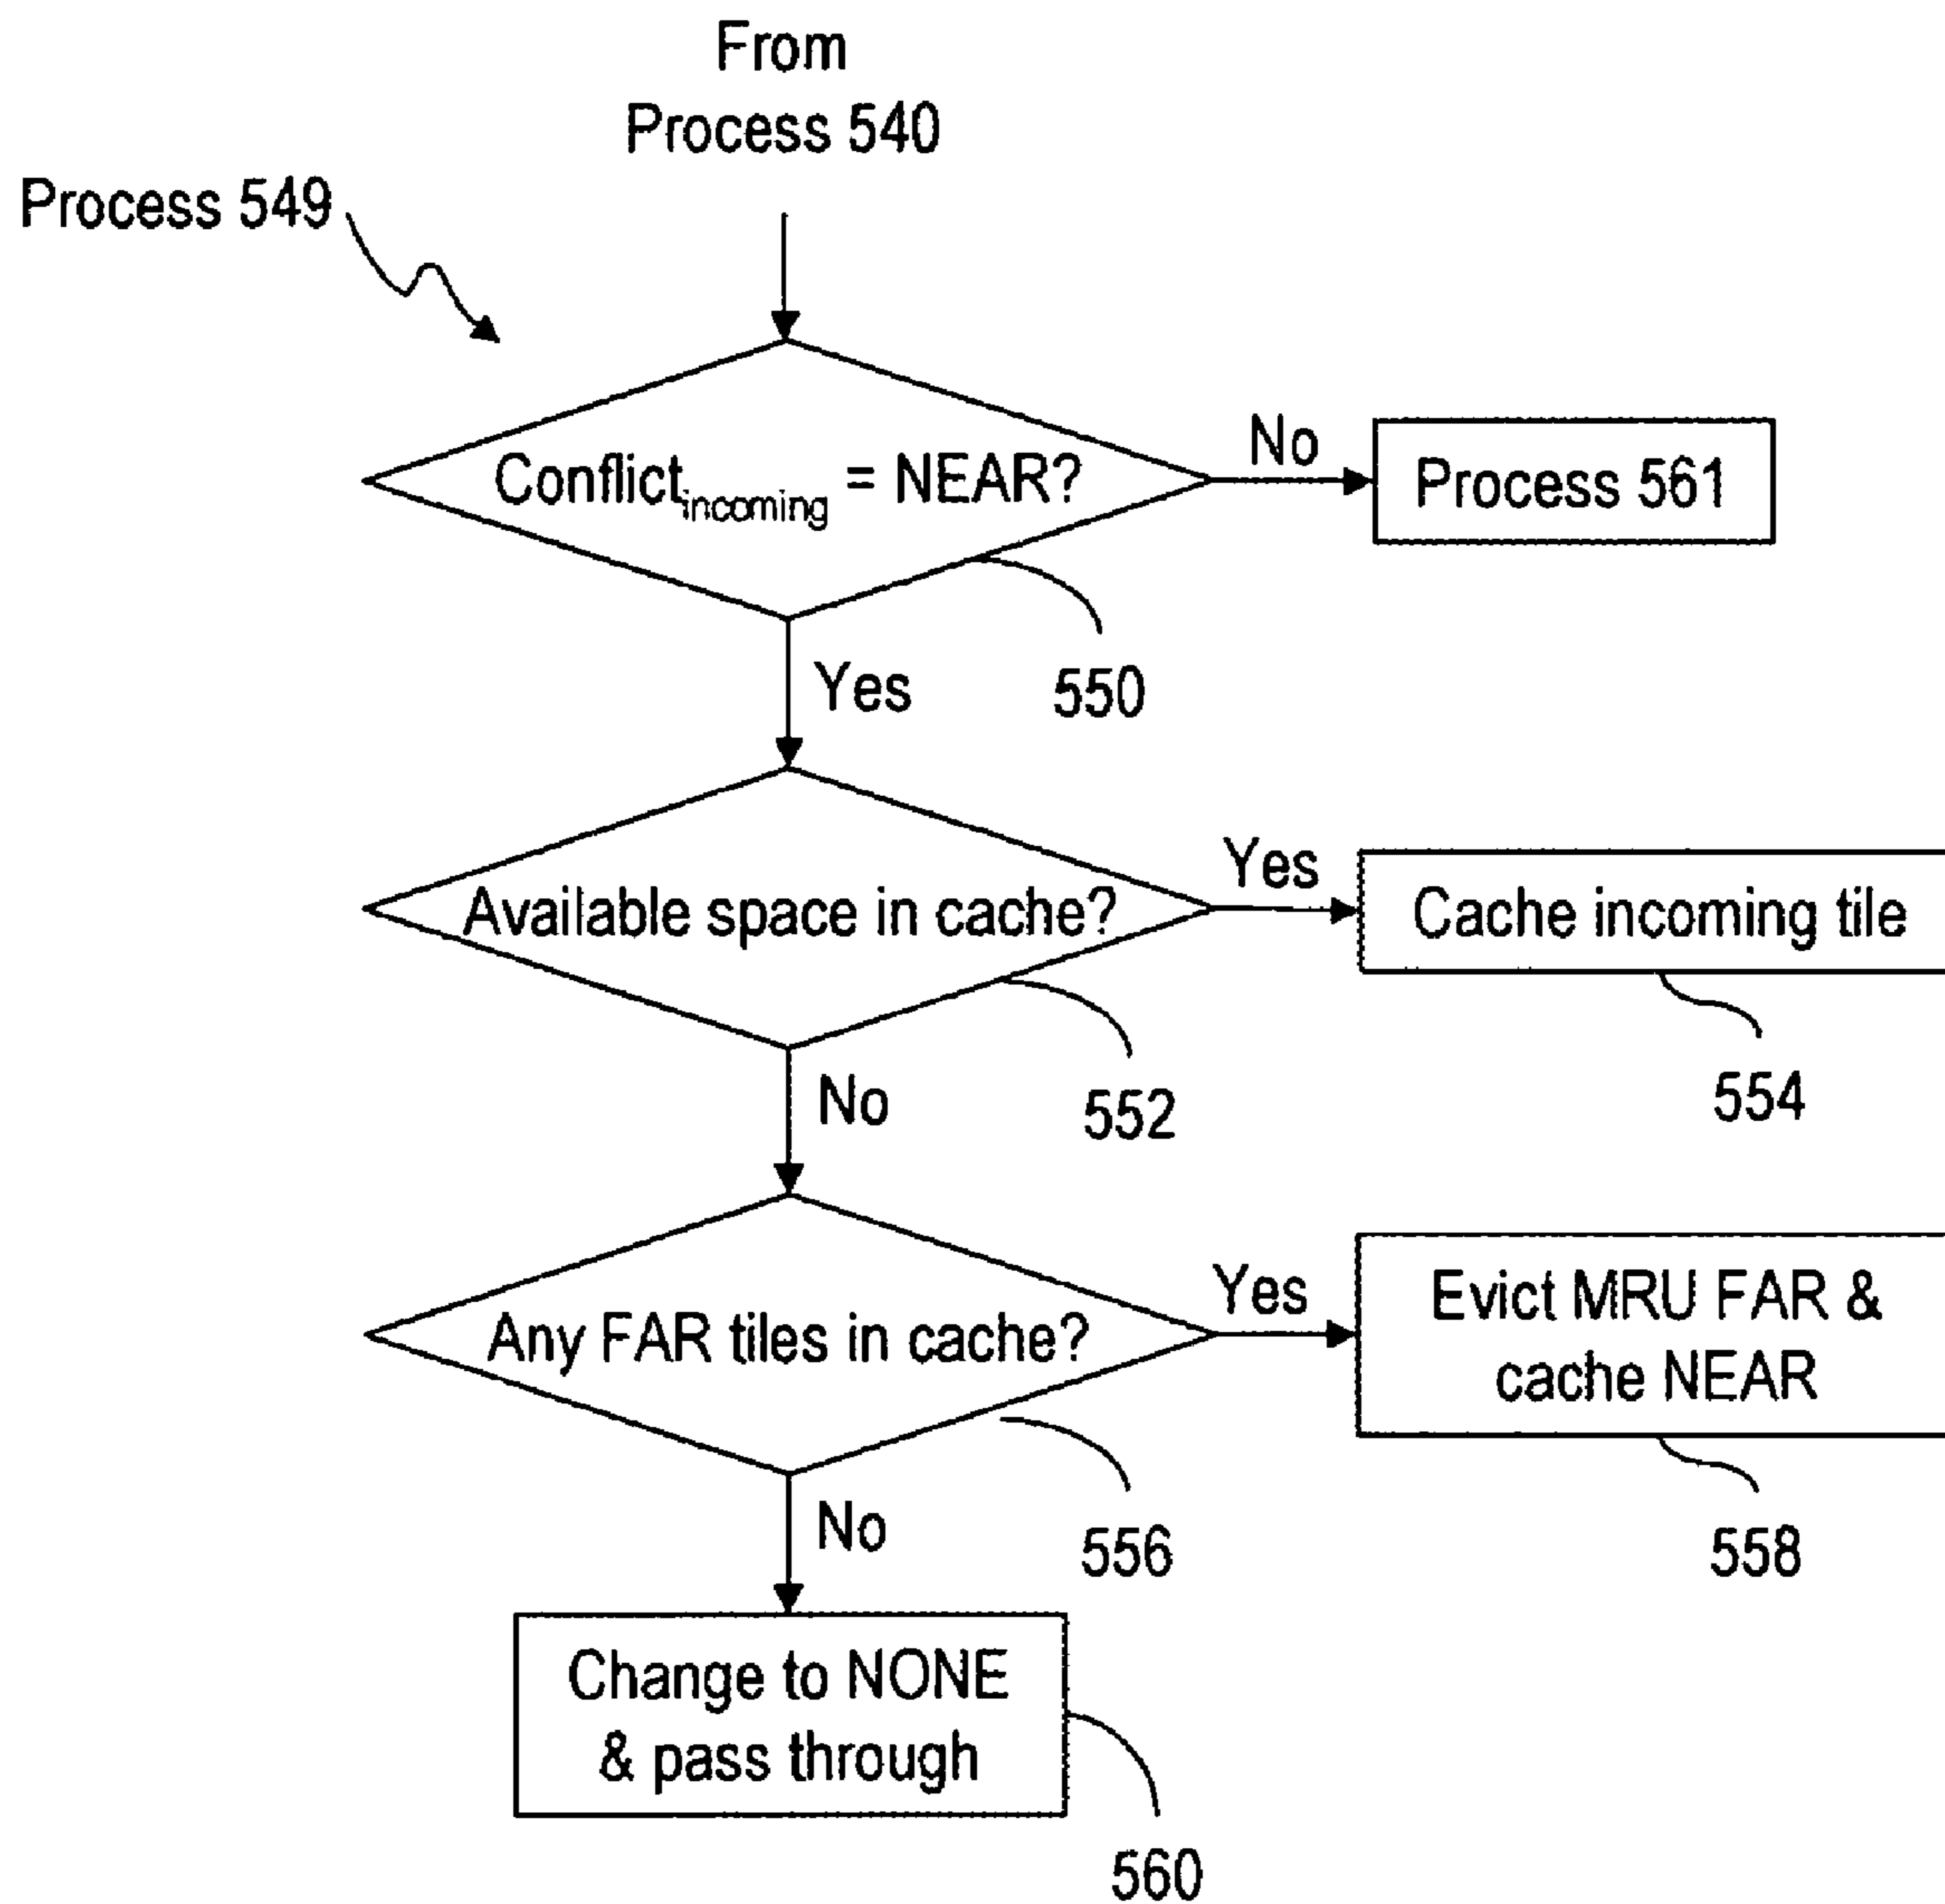 From
Process 540
Process 549
Conflictincoming = NEAR?
No
Process 561
Yes
550
Available space in cache?
Yes
Cache incoming tile
No
552
554
Any FAR tiles in cache?
Yes
Evict MRU FAR &
cache NEAR
No
556
558
Change to NONE
& pass through
560